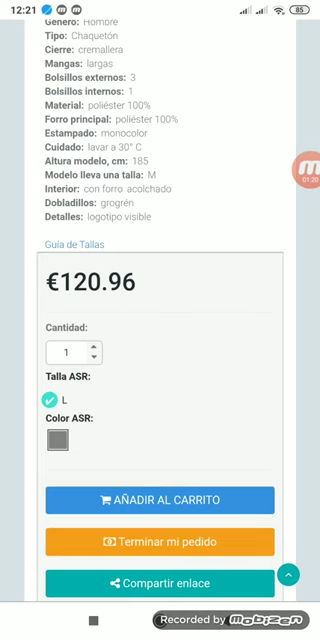 12:21
85
Género: Hombre
Tipo: Chaquetón
Cierre: cremallera
Mangas: largas
Bolsillos externos: 3
Bolsillos internos: 1
Material: poliéster 100%
Forro principal: poliéster 100%
Estampado: monocolor
Cuidado: lavar a 30° C
Altura modelo, cm: 185
Modelo lleva una talla: M
Interior: con forro acolchado
Dobladillos: grogrén
Detalles: logotipo visible
01:20
Guía de Tallas
€120.96
Cantidad:
1
Talla ASR:
L
Color ASR:
AÑADIR AL CARRITO
Terminar mi pedido
Compartir enlace
Recorded by mobizen